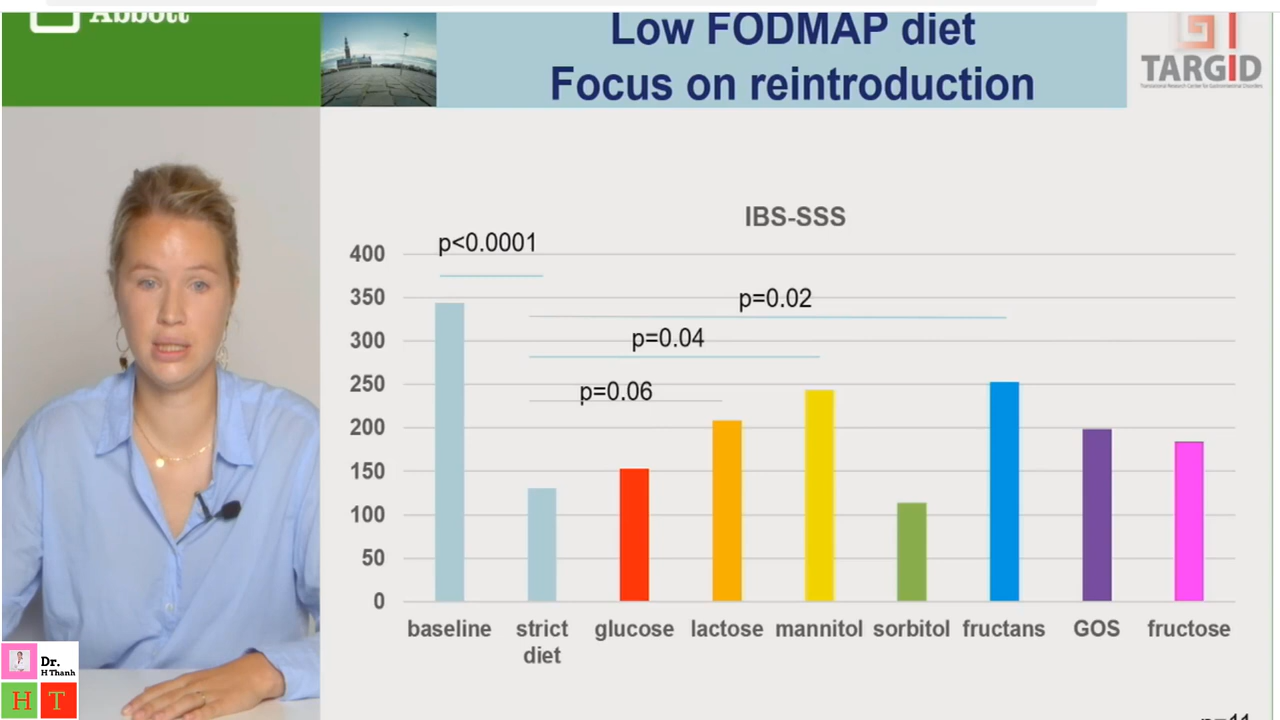 Abbott
Low FODMAP diet
Focus on reintroduction
TARGID
IBS-SSS
p<0.0001
p=0.02
p=0.04
p=0.06
400
350
300
250
200
150
100
50
0
baseline
strict
diet
glucose
lactose
mannitol
sorbitol
fructans
GOS
fructose
n=11
Dr.
H Thanh
H T